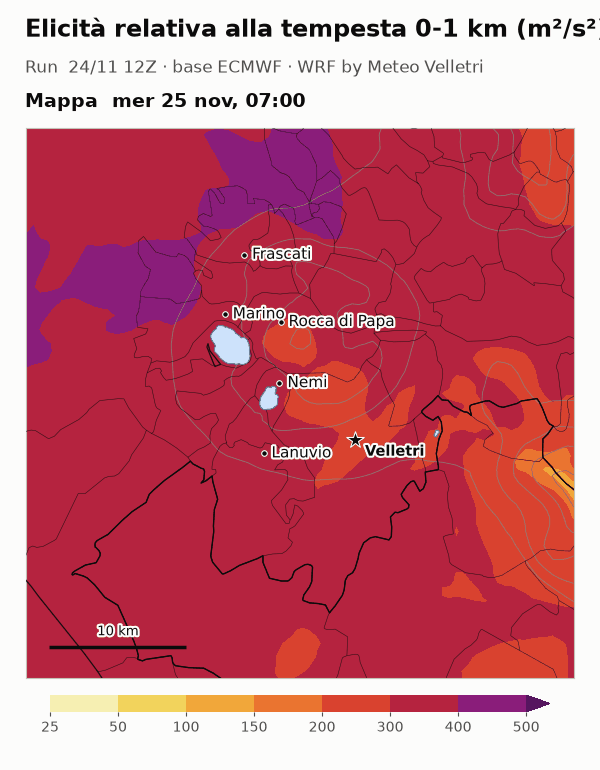 Elicità relativa alla tempesta 0-1 km (m²/s²)
Run  24/11 12Z · base ECMWF · WRF by Meteo Velletri
Mappa  mer 25 nov, 07:00
Frascati
Marino
Rocca di Papa
Nemi
Velletri
Lanuvio
10 km
25 50 100 150 200 300 400 500